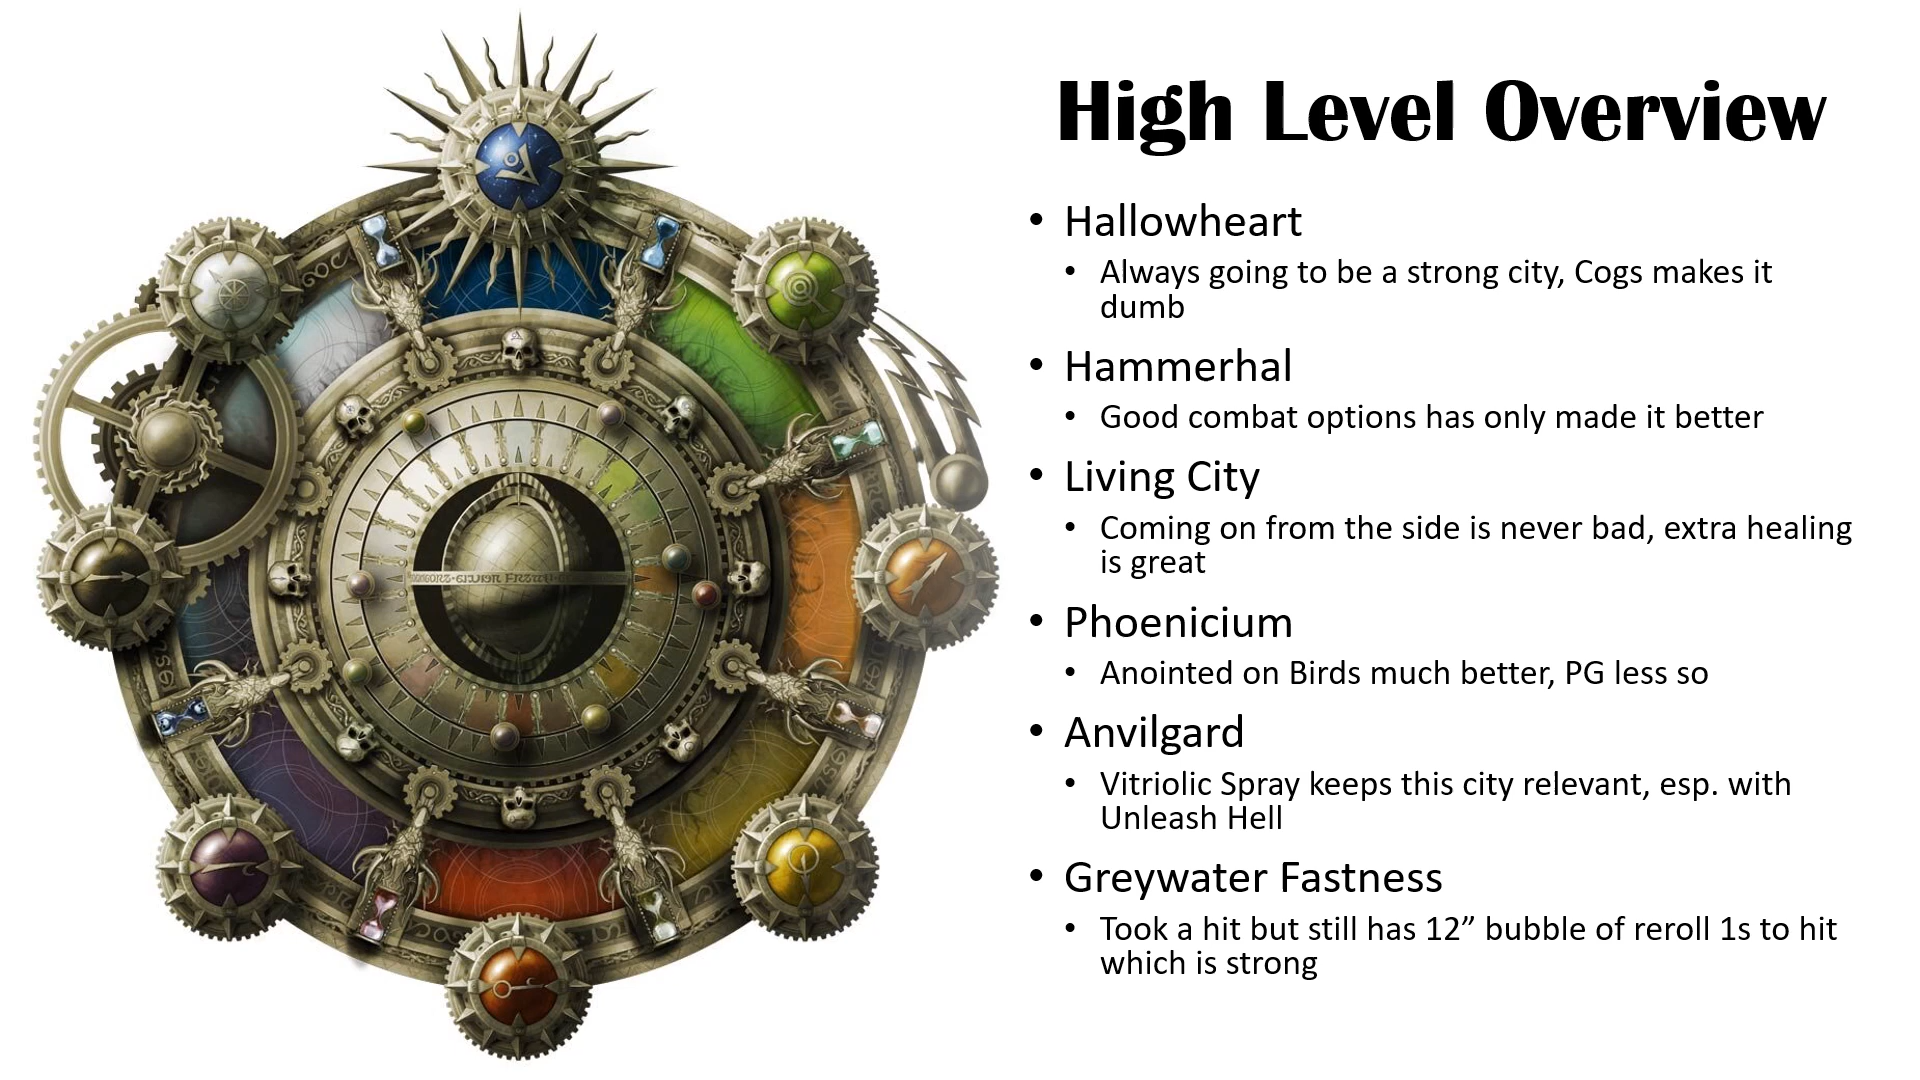 High Level Overview
• Hallowheart
• Always going to be a strong city, Cogs makes it
dumb
• Hammerhal
• Good combat options has only made it better
• Living City
• Coming on from the side is never bad, extra healing
is great
• Phoenicium
• Anointed on Birds much better, PG less so
• Anvilgard
• Vitriolic Spray keeps this city relevant, esp. with
Unleash Hell
• Greywater Fastness
• Took a hit but still has 12” bubble of reroll 1s to hit
which is strong